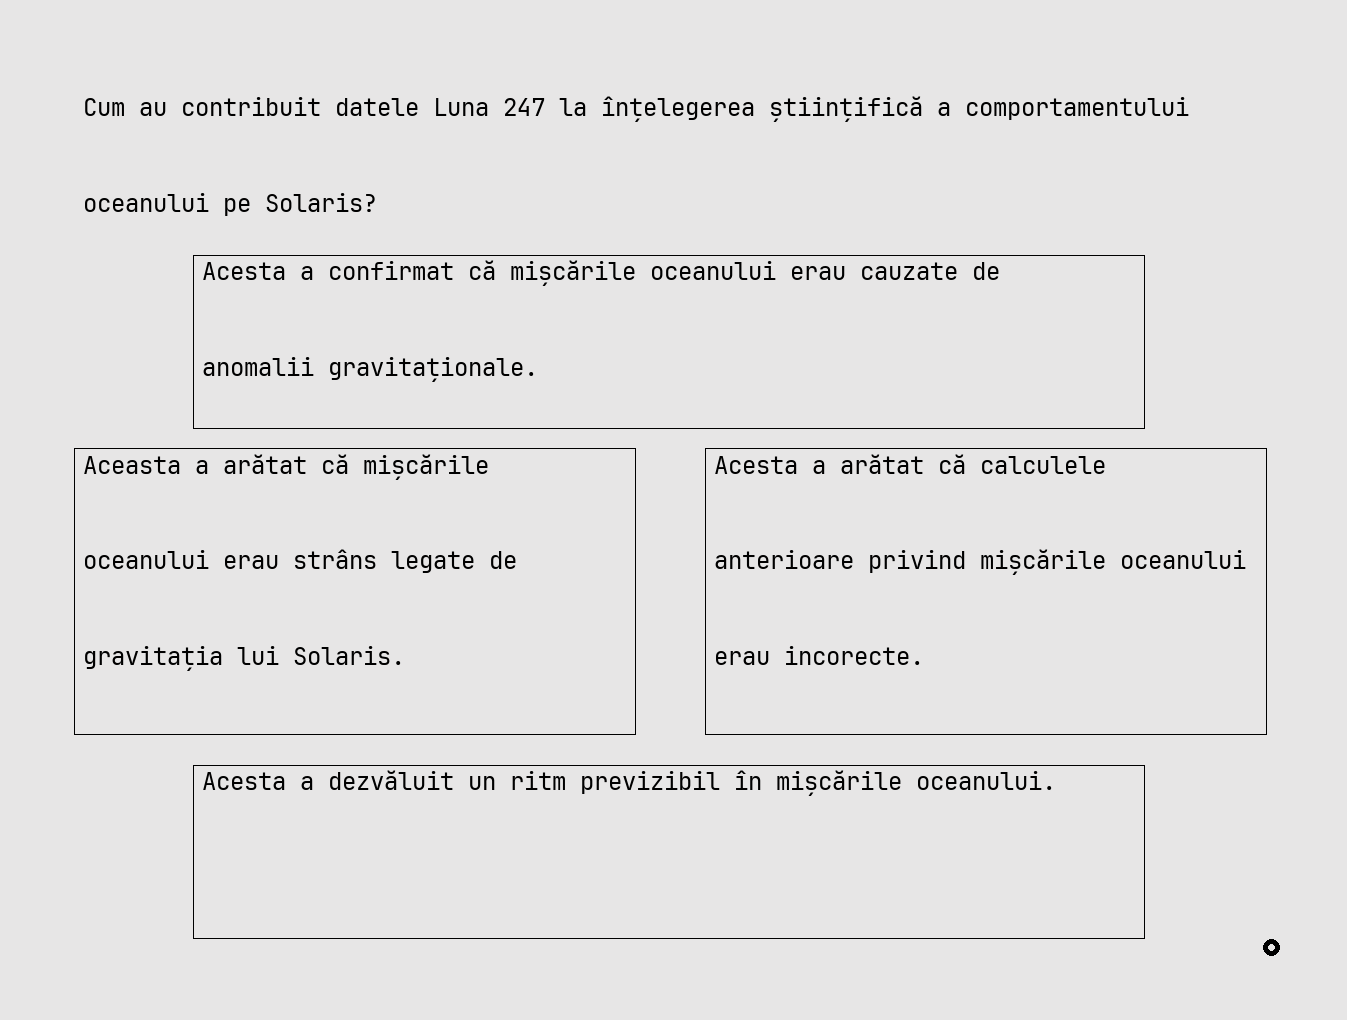 Cum au contribuit datele Luna 247 la înțelegerea științifică a comportamentului
oceanului pe Solaris?
Acesta a confirmat că mișcările oceanului erau cauzate de
anomalii gravitaționale.
Aceasta a arătat că mișcările
oceanului erau strâns legate de
gravitația lui Solaris.
Acesta a arătat că calculele
anterioare privind mișcările oceanului
erau incorecte.
Acesta a dezvăluit un ritm previzibil în mișcările oceanului.